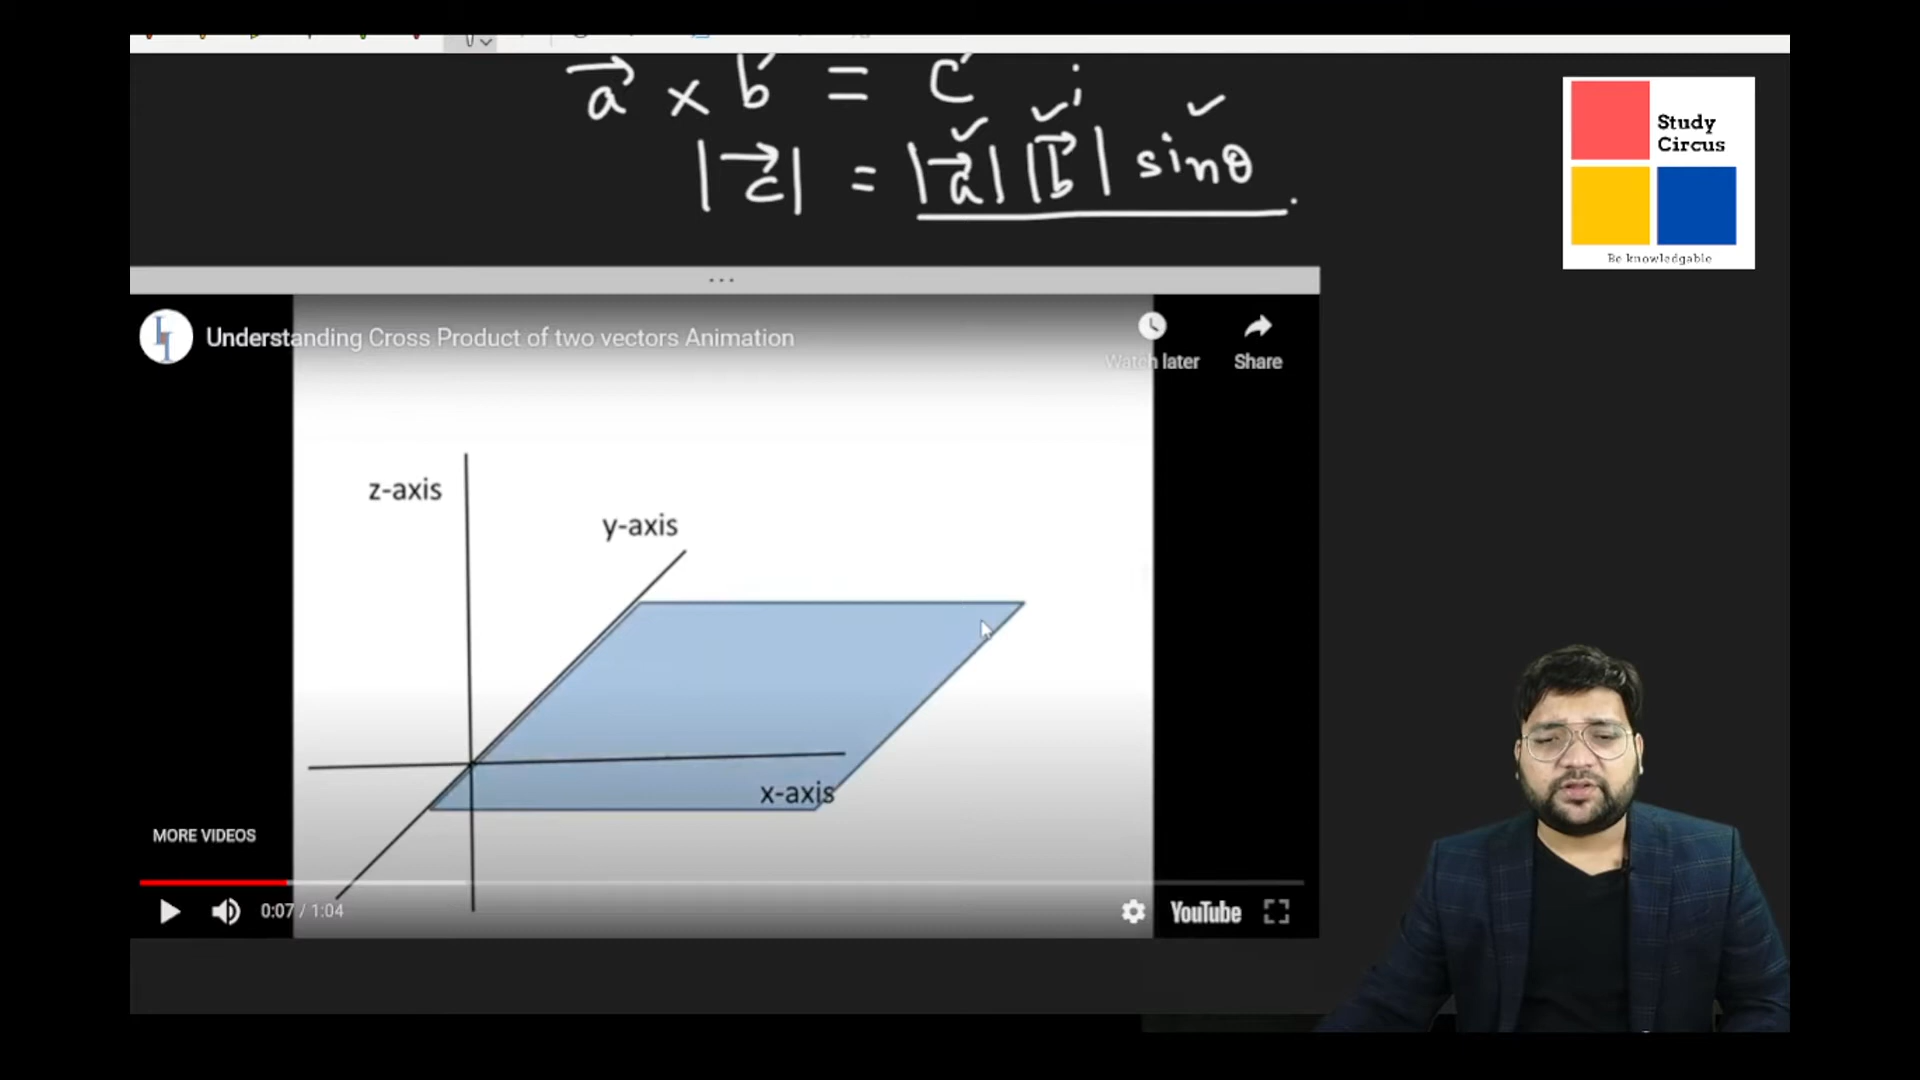 a⃗ × b⃗ = c⃗ ;
|c⃗| = |a⃗| |b⃗| sinθ.
Study
Circus
Be knowledgable
Understanding Cross Product of two vectors Animation
Watch later
Share
z-axis
y-axis
x-axis
MORE VIDEOS
0:07 / 1:04
YouTube